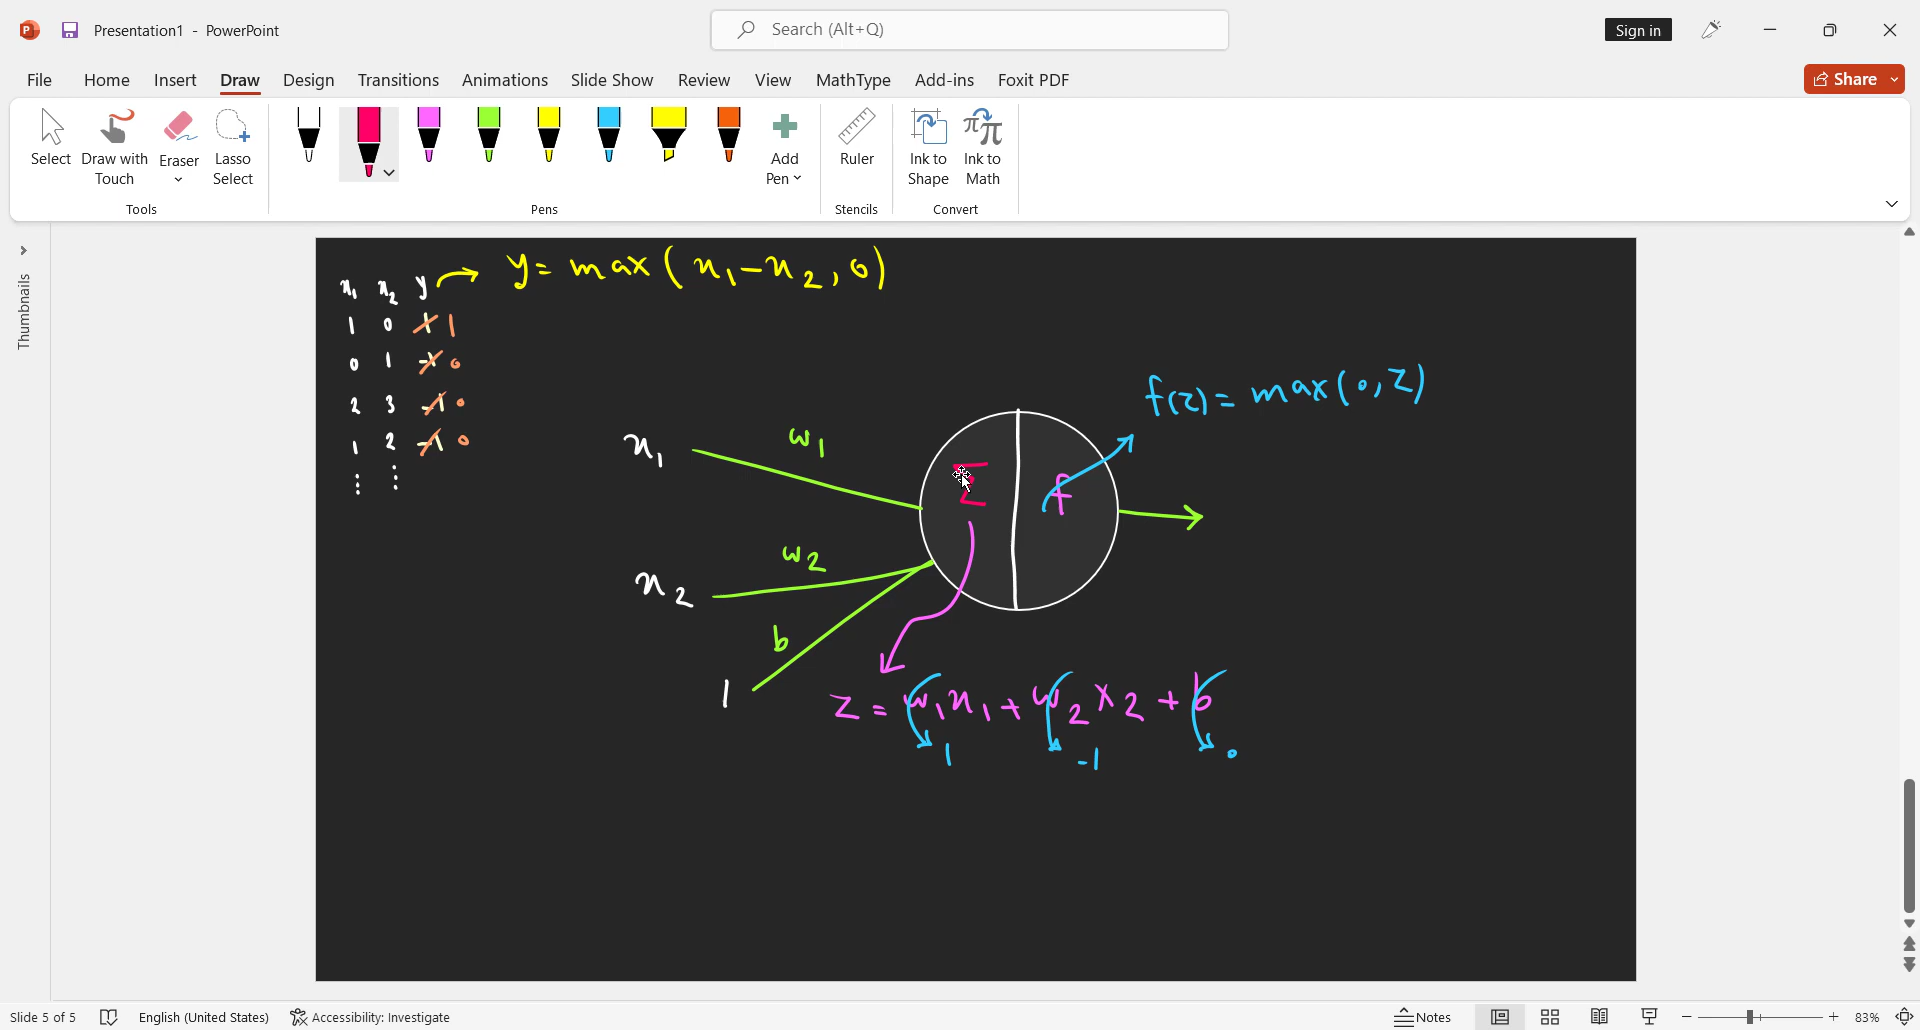 Presentation1 - PowerPoint
Search (Alt+Q)
Sign in
File Home Insert Draw Design Transitions Animations Slide Show Review View MathType Add-ins Foxit PDF
Share
Select
Draw with Touch
Eraser
Lasso Select
Add Pen
Ruler
Ink to Shape
Ink to Math
Tools
Pens
Stencils
Convert
Thumbnails
y = max (x₁ - x₂, 0)
x₁ x₂ y
1 0 1
0 1 0
2 3 -1 0
1 2 -1 0
⋮ ⋮
f(z) = max(0, z)
x₁
w₁
Σ
f
w₂
x₂
b
1
z = w₁x₁ + w₂x₂ + b
1
-1
0
Slide 5 of 5
English (United States)
Accessibility: Investigate
Notes
83%